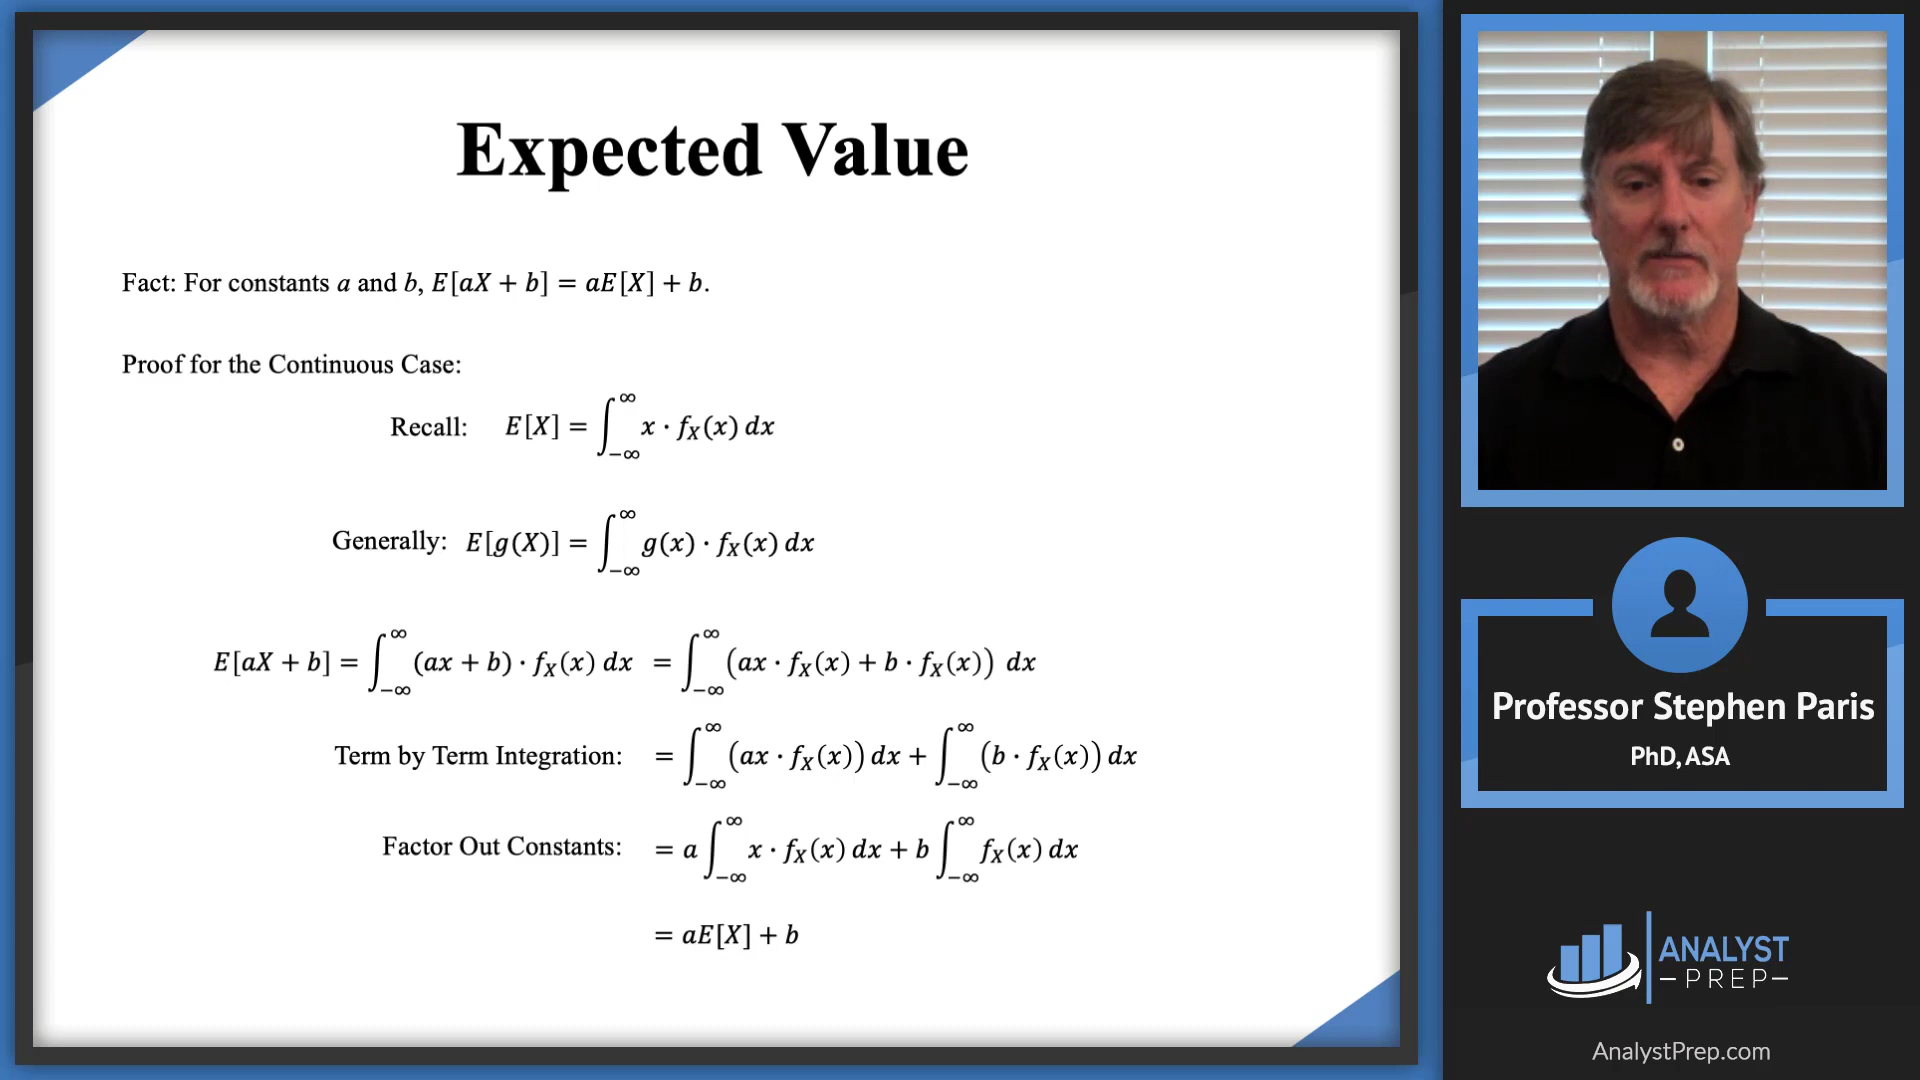 Expected Value
Fact: For constants a and b, E[aX + b] = aE[X] + b.
Proof for the Continuous Case:
Recall: E[X] = ∫_{−∞}^{∞} x · f_X(x) dx
Generally: E[g(X)] = ∫_{−∞}^{∞} g(x) · f_X(x) dx
E[aX + b] = ∫_{−∞}^{∞} (ax + b) · f_X(x) dx = ∫_{−∞}^{∞} (ax · f_X(x) + b · f_X(x)) dx
Term by Term Integration: = ∫_{−∞}^{∞} (ax · f_X(x)) dx + ∫_{−∞}^{∞} (b · f_X(x)) dx
Factor Out Constants: = a ∫_{−∞}^{∞} x · f_X(x) dx + b ∫_{−∞}^{∞} f_X(x) dx
= aE[X] + b
Professor Stephen Paris
PhD, ASA
ANALYST
– PREP –
AnalystPrep.com